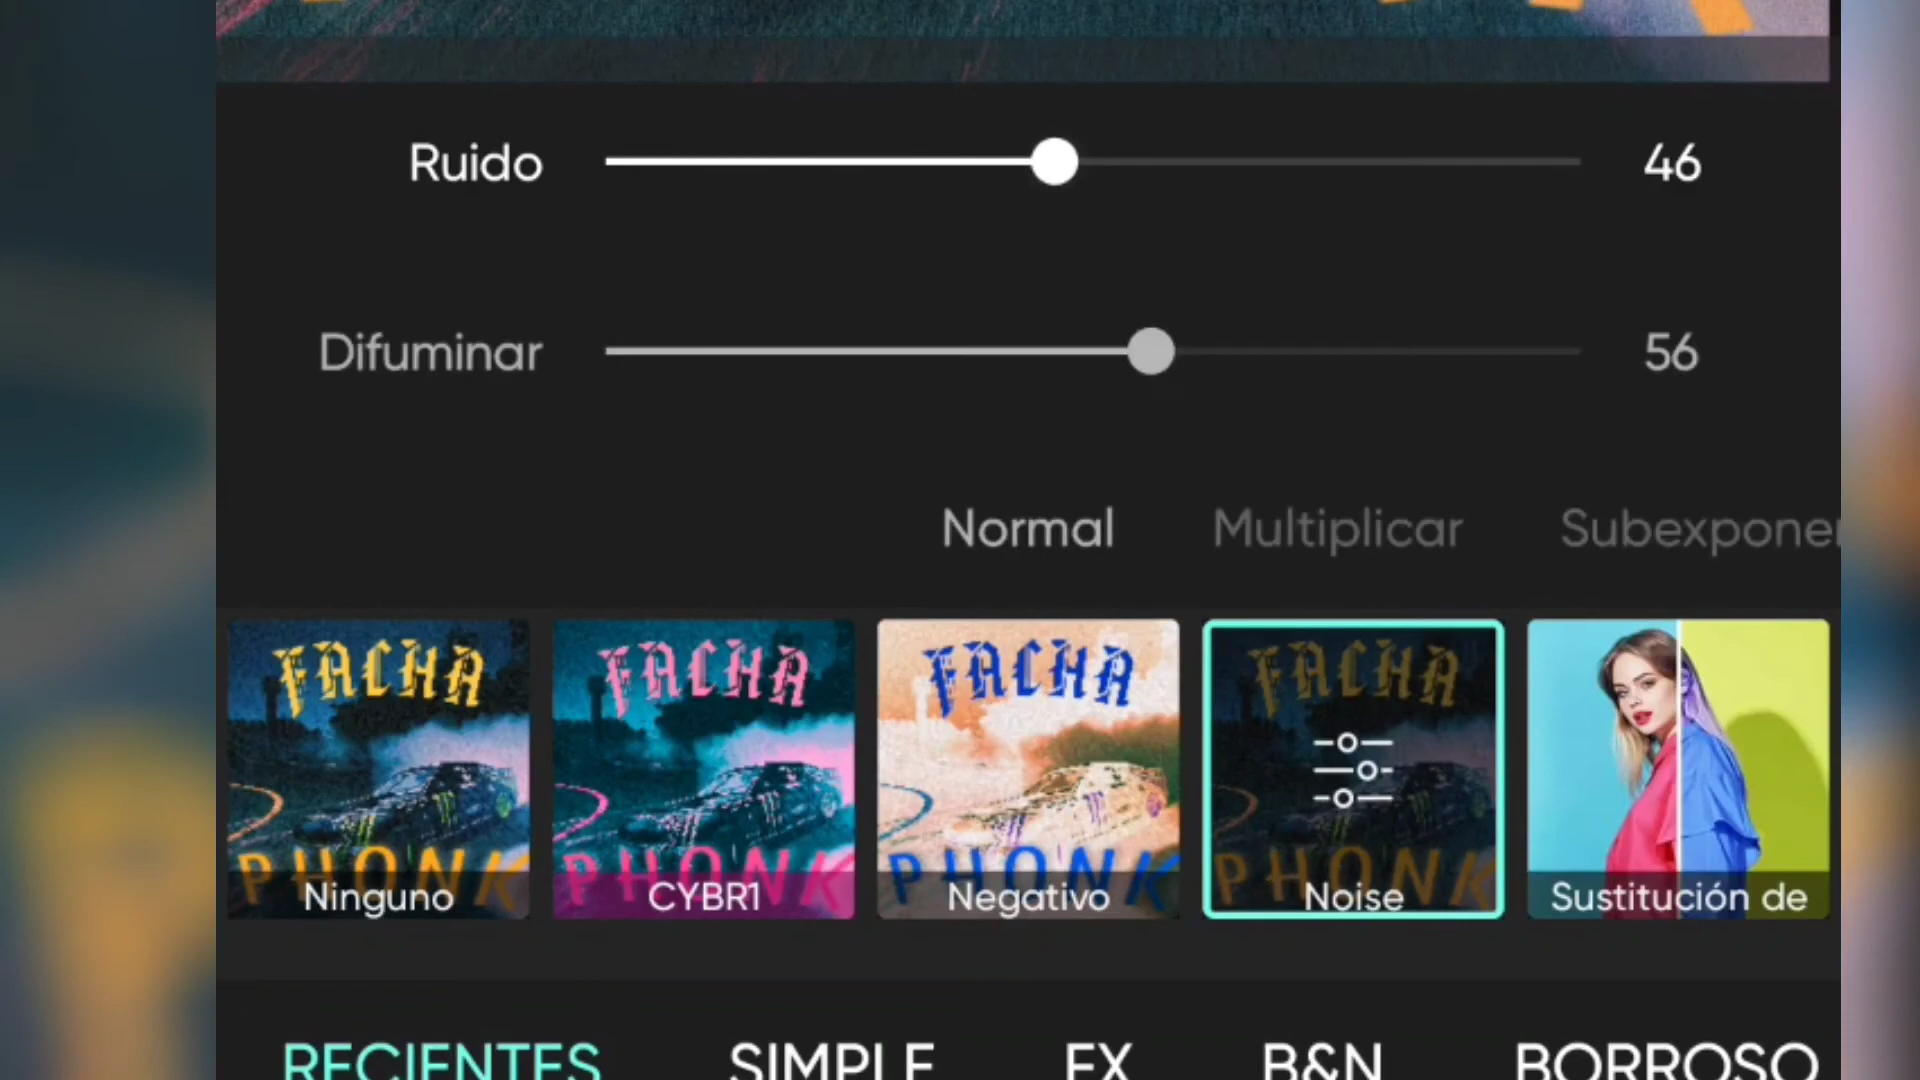 Ruido 46
Difuminar 56
Normal Multiplicar Subexponer
FACHA FACHA FACHA FACHA
PHONK PHONK PHONK PHONK
Ninguno CYBR1 Negativo Noise Sustitución de
RECIENTES SIMPLE FX B&N BORROSO